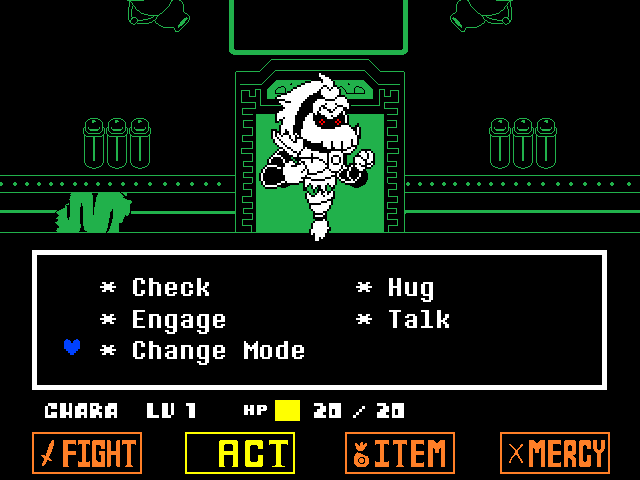 * Check * Hug
* Engage * Talk
* Change Mode
CHARA LV 1 HP 20 / 20
FIGHT ACT ITEM MERCY